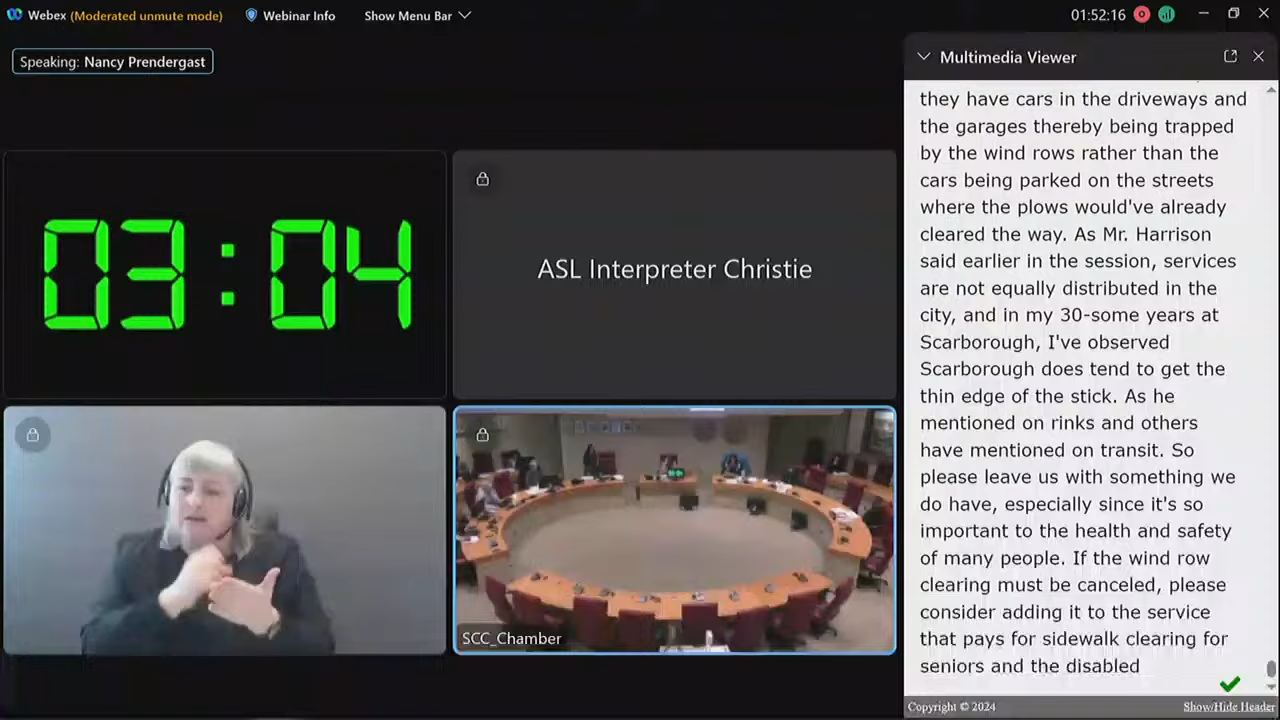 Webex (Moderated unmute mode)
Webinar Info
Show Menu Bar
01:52:16
Speaking: Nancy Prendergast
03:04
ASL Interpreter Christie
SCC_Chamber
Multimedia Viewer
they have cars in the driveways and
the garages thereby being trapped
by the wind rows rather than the
cars being parked on the streets
where the plows would've already
cleared the way. As Mr. Harrison
said earlier in the session, services
are not equally distributed in the
city, and in my 30-some years at
Scarborough, I've observed
Scarborough does tend to get the
thin edge of the stick. As he
mentioned on rinks and others
have mentioned on transit. So
please leave us with something we
do have, especially since it's so
important to the health and safety
of many people. If the wind row
clearing must be canceled, please
consider adding it to the service
that pays for sidewalk clearing for
seniors and the disabled
Copyright © 2024
Show/Hide Header